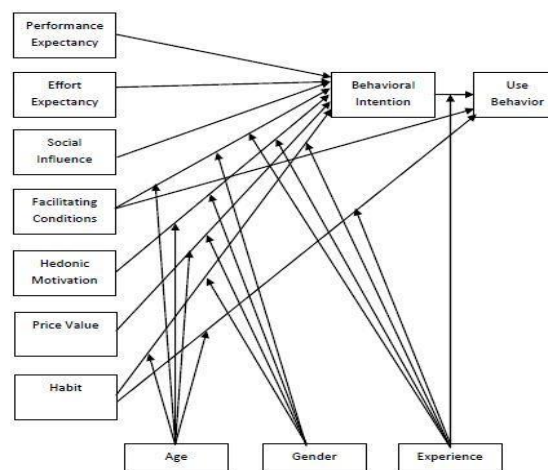 Performance
Expectancy
Effort
Expectancy
Behavioral
Intention
Use
Behavior
Social
Influence
Facilitating
Conditions
Hedonic
Motivation
Price Value
Habit
Age
Gender
Experience